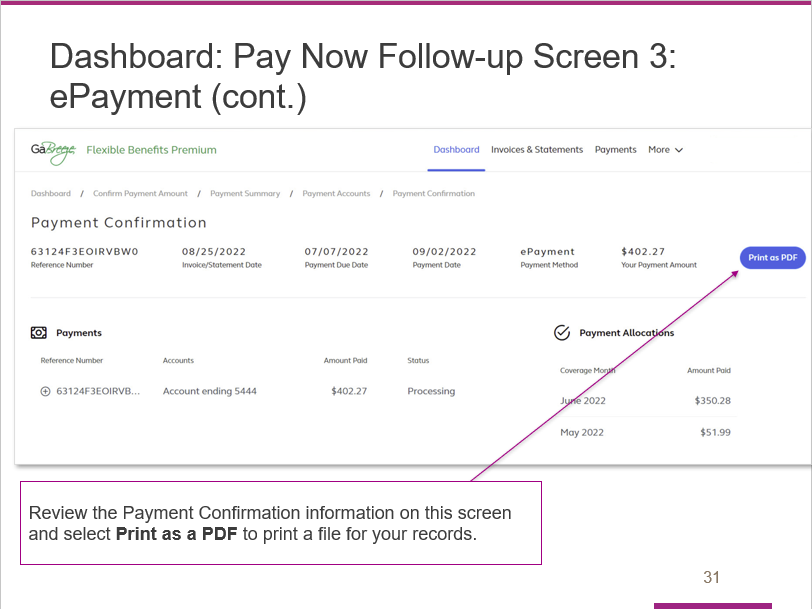 Dashboard: Pay Now Follow-up Screen 3:
ePayment (cont.)
GaBreeze Flexible Benefits Premium
Dashboard Invoices & Statements Payments More
Dashboard / Confirm Payment Amount / Payment Summary / Payment Accounts / Payment Confirmation
Payment Confirmation
63124F3EOIRVBW0 08/25/2022 07/07/2022 09/02/2022 ePayment $402.27 Print as PDF
Reference Number Invoice/Statement Date Payment Due Date Payment Date Payment Method Your Payment Amount
Payments Payment Allocations
Reference Number Accounts Amount Paid Status
Coverage Month Amount Paid
63124F3EOIRVB... Account ending 5444 $402.27 Processing
June 2022 $350.28
May 2022 $51.99
Review the Payment Confirmation information on this screen
and select Print as a PDF to print a file for your records.
31